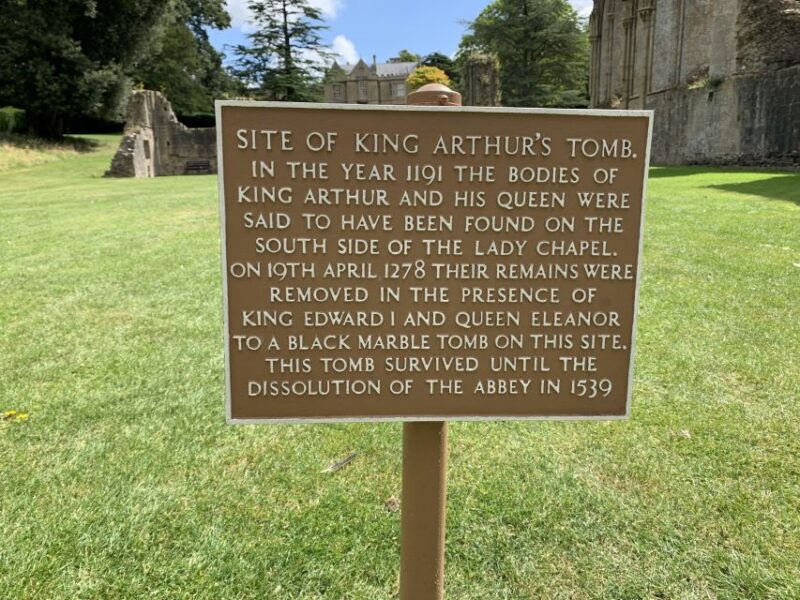 SITE OF KING ARTHUR'S TOMB.
IN THE YEAR 1191 THE BODIES OF
KING ARTHUR AND HIS QUEEN WERE
SAID TO HAVE BEEN FOUND ON THE
SOUTH SIDE OF THE LADY CHAPEL.
ON 19TH APRIL 1278 THEIR REMAINS WERE
REMOVED IN THE PRESENCE OF
KING EDWARD I AND QUEEN ELEANOR
TO A BLACK MARBLE TOMB ON THIS SITE.
THIS TOMB SURVIVED UNTIL THE
DISSOLUTION OF THE ABBEY IN 1539